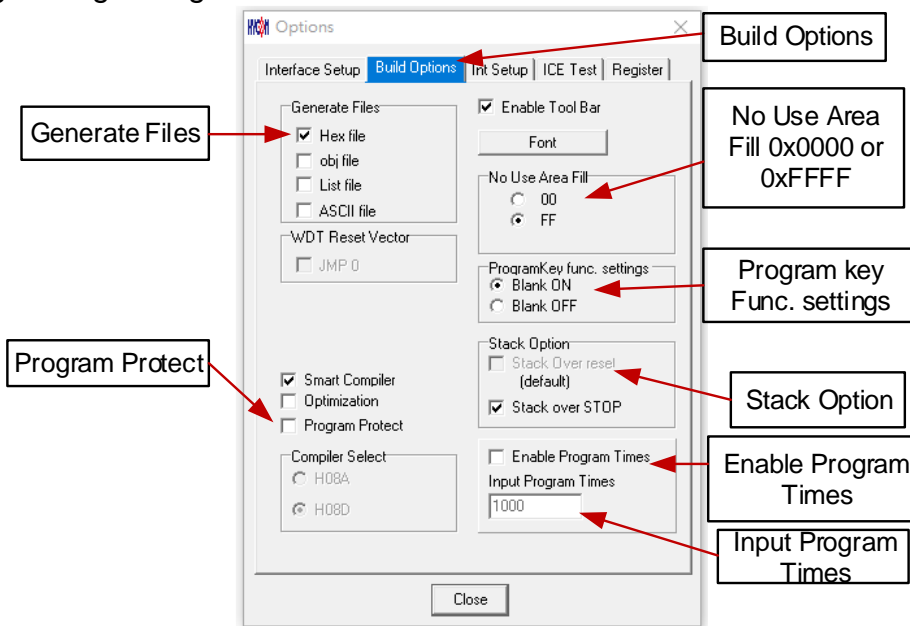 HYCON Options
Build Options
Interface Setup Build Options Int Setup ICE Test Register
Generate Files
Generate Files
Hex file
obj file
List file
ASCII file
WDT Reset Vector
JMP 0
Enable Tool Bar
Font
No Use Area Fill
00
FF
No Use Area
Fill 0x0000 or
0xFFFF
ProgramKey func. settings
Blank ON
Blank OFF
Program key
Func. settings
Program Protect
Smart Compiler
Optimization
Program Protect
Stack Option
Stack Over reset
(default)
Stack over STOP
Stack Option
Compiler Select
H08A
H08D
Enable Program Times
Input Program Times
1000
Enable Program
Times
Input Program
Times
Close